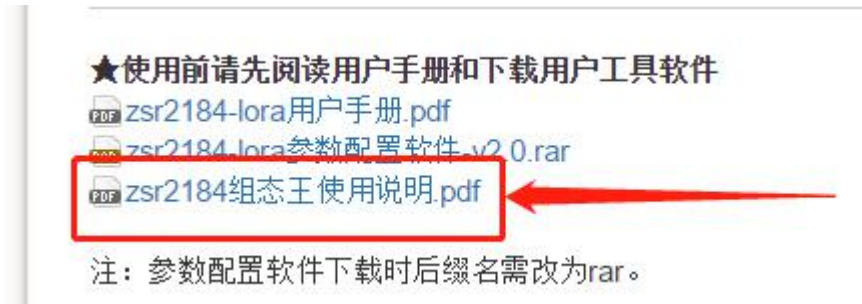 ★使用前请先阅读用户手册和下载用户工具软件
zsr2184-lora用户手册.pdf
zsr2184-lora参数配置软件-v2.0.rar
zsr2184组态王使用说明.pdf
注：参数配置软件下载时后缀名需改为rar。